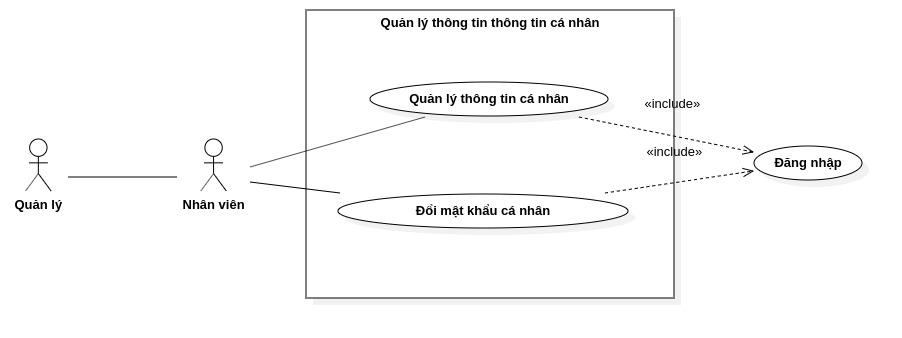 Quản lý thông tin thông tin cá nhân
Quản lý thông tin cá nhân
«include»
«include»
Đăng nhập
Quản lý
Nhân viên
Đổi mật khẩu cá nhân